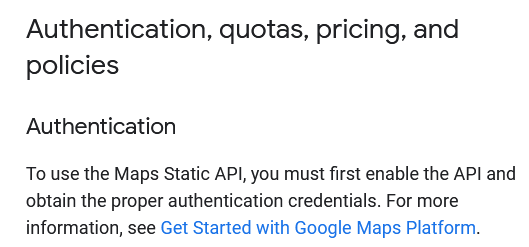 Authentication, quotas, pricing, and
policies
Authentication
To use the Maps Static API, you must first enable the API and
obtain the proper authentication credentials. For more
information, see Get Started with Google Maps Platform.